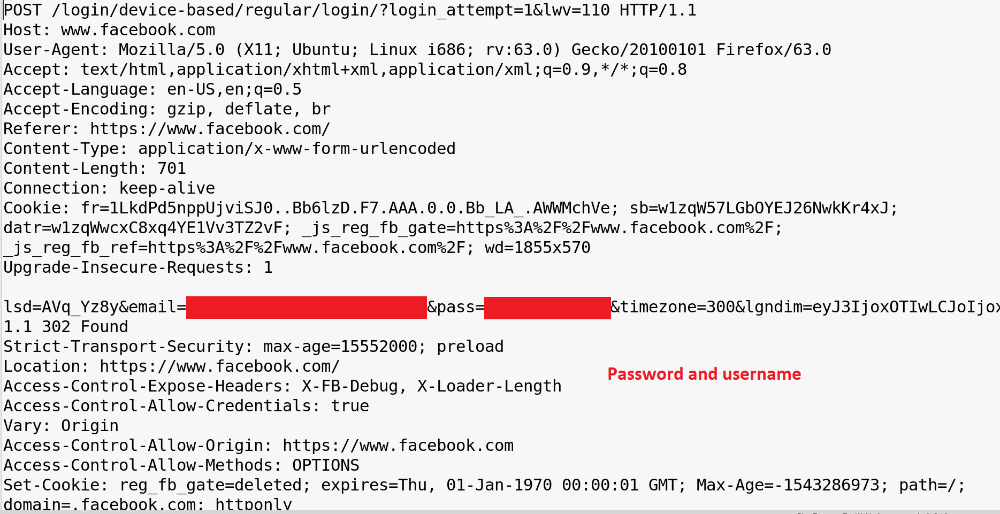 POST /login/device-based/regular/login/?login_attempt=1&lwv=110 HTTP/1.1
Host: www.facebook.com
User-Agent: Mozilla/5.0 (X11; Ubuntu; Linux i686; rv:63.0) Gecko/20100101 Firefox/63.0
Accept: text/html,application/xhtml+xml,application/xml;q=0.9,*/*;q=0.8
Accept-Language: en-US,en;q=0.5
Accept-Encoding: gzip, deflate, br
Referer: https://www.facebook.com/
Content-Type: application/x-www-form-urlencoded
Content-Length: 701
Connection: keep-alive
Cookie: fr=1LkdPd5nppUjviSJ0..Bb6lzD.F7.AAA.0.0.Bb_LA_.AWWMchVe; sb=w1zqW57LGbOYEJ26NwkKr4xJ;
datr=w1zqWwcxC8xq4YE1Vv3TZ2vF; _js_reg_fb_gate=https%3A%2F%2Fwww.facebook.com%2F;
_js_reg_fb_ref=https%3A%2F%2Fwww.facebook.com%2F; wd=1855x570
Upgrade-Insecure-Requests: 1
lsd=AVq_Yz8y&email= &pass= &timezone=300&lgndim=eyJ3IjoxOTIwLCJoIjox
1.1 302 Found
Strict-Transport-Security: max-age=15552000; preload
Location: https://www.facebook.com/
Password and username
Access-Control-Expose-Headers: X-FB-Debug, X-Loader-Length
Access-Control-Allow-Credentials: true
Vary: Origin
Access-Control-Allow-Origin: https://www.facebook.com
Access-Control-Allow-Methods: OPTIONS
Set-Cookie: reg_fb_gate=deleted; expires=Thu, 01-Jan-1970 00:00:01 GMT; Max-Age=-1543286973; path=/;
domain=.facebook.com; httponly